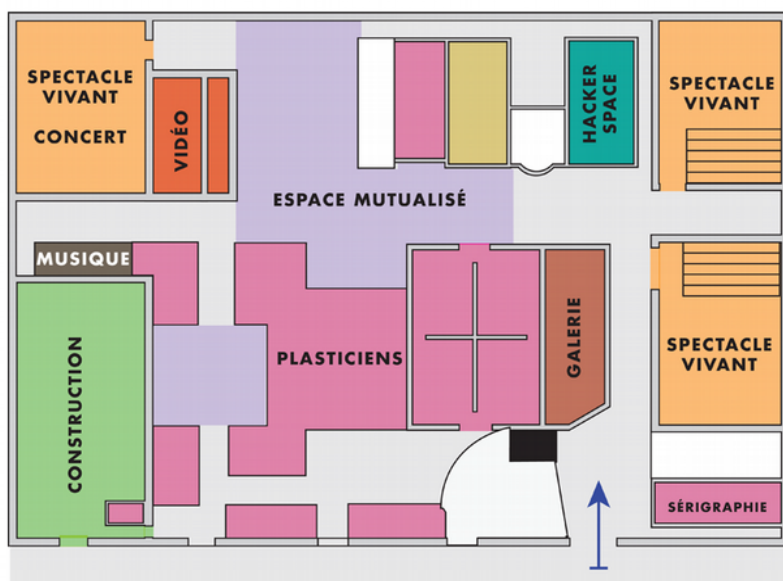 SPECTACLE
VIVANT
CONCERT
VIDÉO
HACKER
SPACE
SPECTACLE
VIVANT
ESPACE MUTUALISÉ
MUSIQUE
CONSTRUCTION
PLASTICIENS
GALERIE
SPECTACLE
VIVANT
SÉRIGRAPHIE